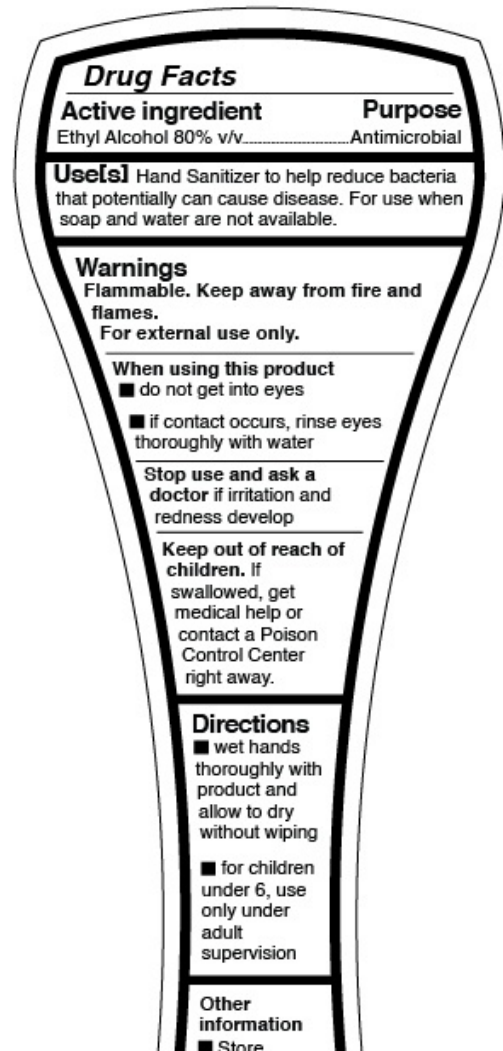 Drug Facts
Active ingredient Purpose
Ethyl Alcohol 80% v/v..............................Antimicrobial
Use[s] Hand Sanitizer to help reduce bacteria
that potentially can cause disease. For use when
soap and water are not available.
Warnings
Flammable. Keep away from fire and
flames.
For external use only.
When using this product
■ do not get into eyes
■ if contact occurs, rinse eyes
thoroughly with water
Stop use and ask a
doctor if irritation and
redness develop
Keep out of reach of
children. If
swallowed, get
medical help or
contact a Poison
Control Center
right away.
Directions
■ wet hands
thoroughly with
product and
allow to dry
without wiping
■ for children
under 6, use
only under
adult
supervision
Other
information
■ Store